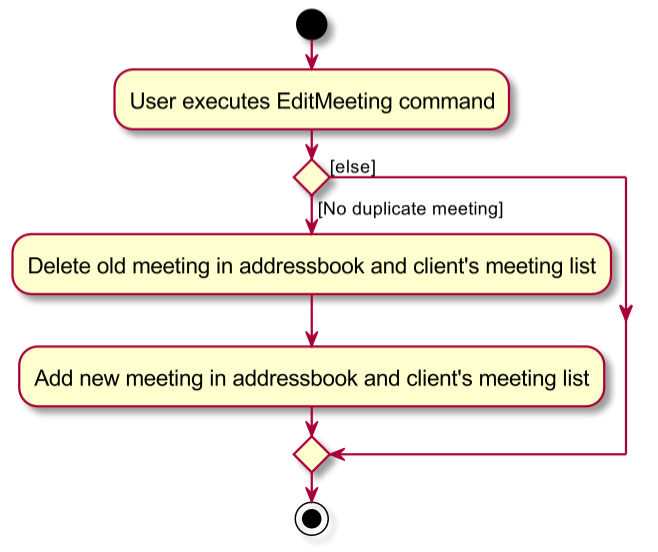 User executes EditMeeting command
[else]
[No duplicate meeting]
Delete old meeting in addressbook and client's meeting list
Add new meeting in addressbook and client's meeting list